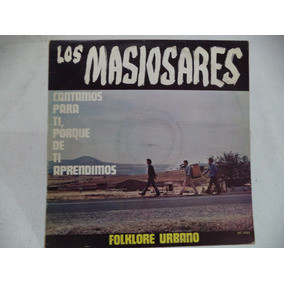 LOS
MASIOSARES
CANTAMOS
PARA
TI,
PORQUE
DE
TI
APRENDIMOS
FOLKLORE URBANO